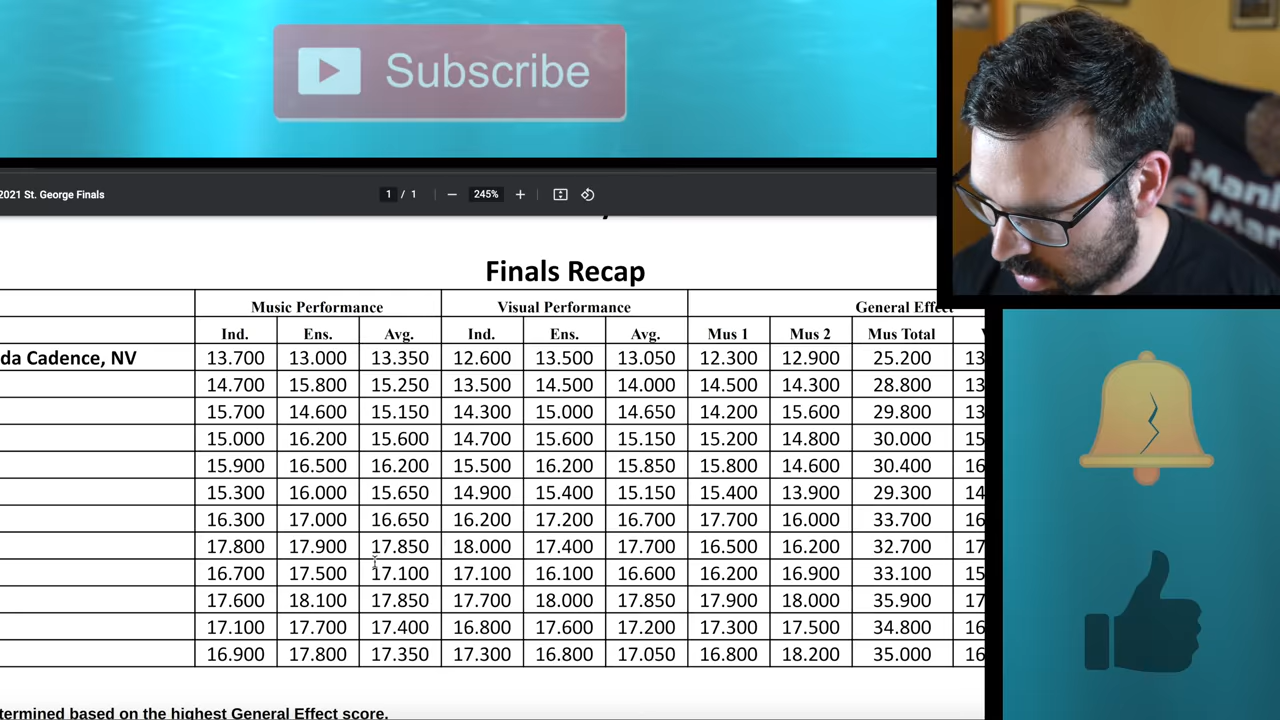 Subscribe
2021 St. George Finals
1 / 1
245%
Finals Recap
Music Performance Visual Performance General Effect
Ind. Ens. Avg. Ind. Ens. Avg. Mus 1 Mus 2 Mus Total
da Cadence, NV 13.700 13.000 13.350 12.600 13.500 13.050 12.300 12.900 25.200 13
14.700 15.800 15.250 13.500 14.500 14.000 14.500 14.300 28.800 13
15.700 14.600 15.150 14.300 15.000 14.650 14.200 15.600 29.800 13
15.000 16.200 15.600 14.700 15.600 15.150 15.200 14.800 30.000 15
15.900 16.500 16.200 15.500 16.200 15.850 15.800 14.600 30.400 16
15.300 16.000 15.650 14.900 15.400 15.150 15.400 13.900 29.300 14
16.300 17.000 16.650 16.200 17.200 16.700 17.700 16.000 33.700 16
17.800 17.900 17.850 18.000 17.400 17.700 16.500 16.200 32.700 17
16.700 17.500 17.100 17.100 16.100 16.600 16.200 16.900 33.100 15
17.600 18.100 17.850 17.700 18.000 17.850 17.900 18.000 35.900 17
17.100 17.700 17.400 16.800 17.600 17.200 17.300 17.500 34.800 16
16.900 17.800 17.350 17.300 16.800 17.050 16.800 18.200 35.000 16
termined based on the highest General Effect score.